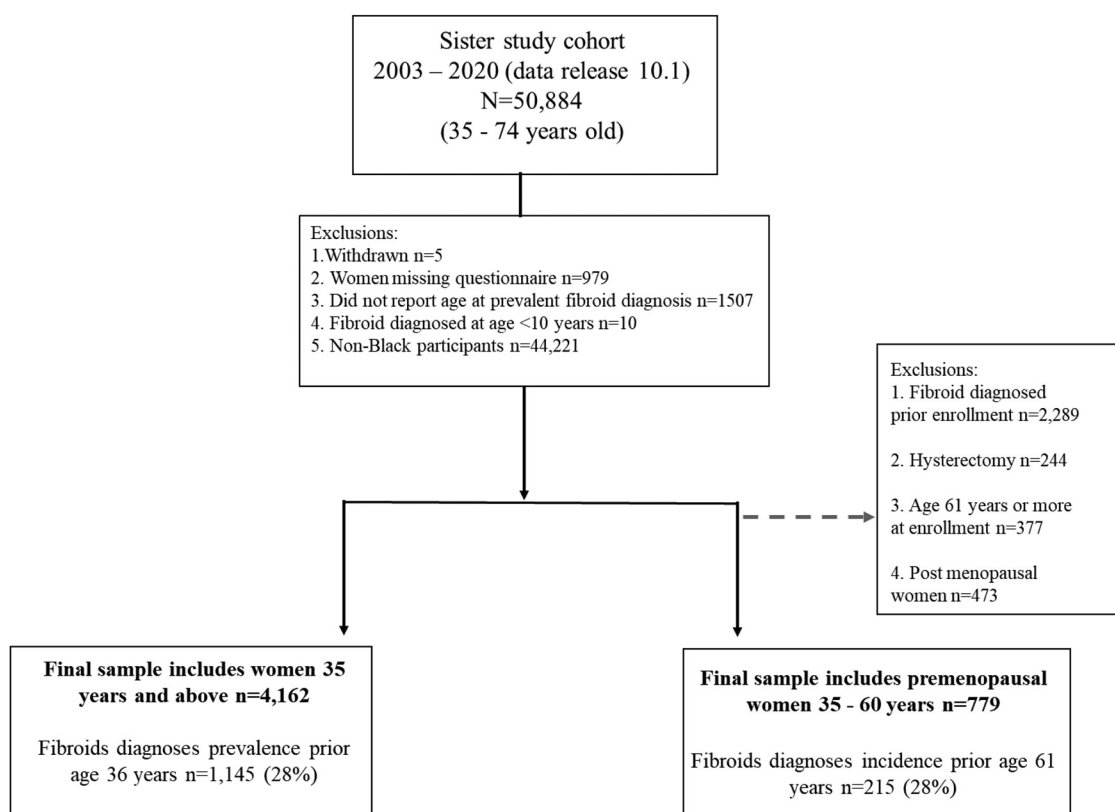 Sister study cohort
2003 – 2020 (data release 10.1)
N=50,884
(35 - 74 years old)
Exclusions:
1.Withdrawn n=5
2. Women missing questionnaire n=979
3. Did not report age at prevalent fibroid diagnosis n=1507
4. Fibroid diagnosed at age <10 years n=10
5. Non-Black participants n=44,221
Exclusions:
1. Fibroid diagnosed
prior enrollment n=2,289
2. Hysterectomy n=244
3. Age 61 years or more
at enrollment n=377
4. Post menopausal
women n=473
Final sample includes women 35
years and above n=4,162
Fibroids diagnoses prevalence prior
age 36 years n=1,145 (28%)
Final sample includes premenopausal
women 35 - 60 years n=779
Fibroids diagnoses incidence prior age 61
years n=215 (28%)